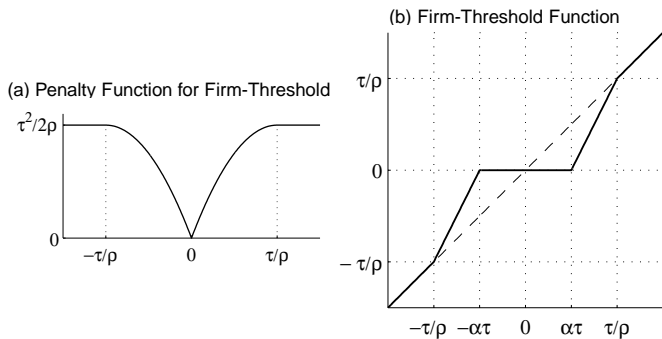 (a) Penalty Function for Firm-Threshold
τ²/2ρ
0
−τ/ρ 0 τ/ρ
(b) Firm-Threshold Function
τ/ρ
0
− τ/ρ
−τ/ρ −ατ 0 ατ τ/ρ